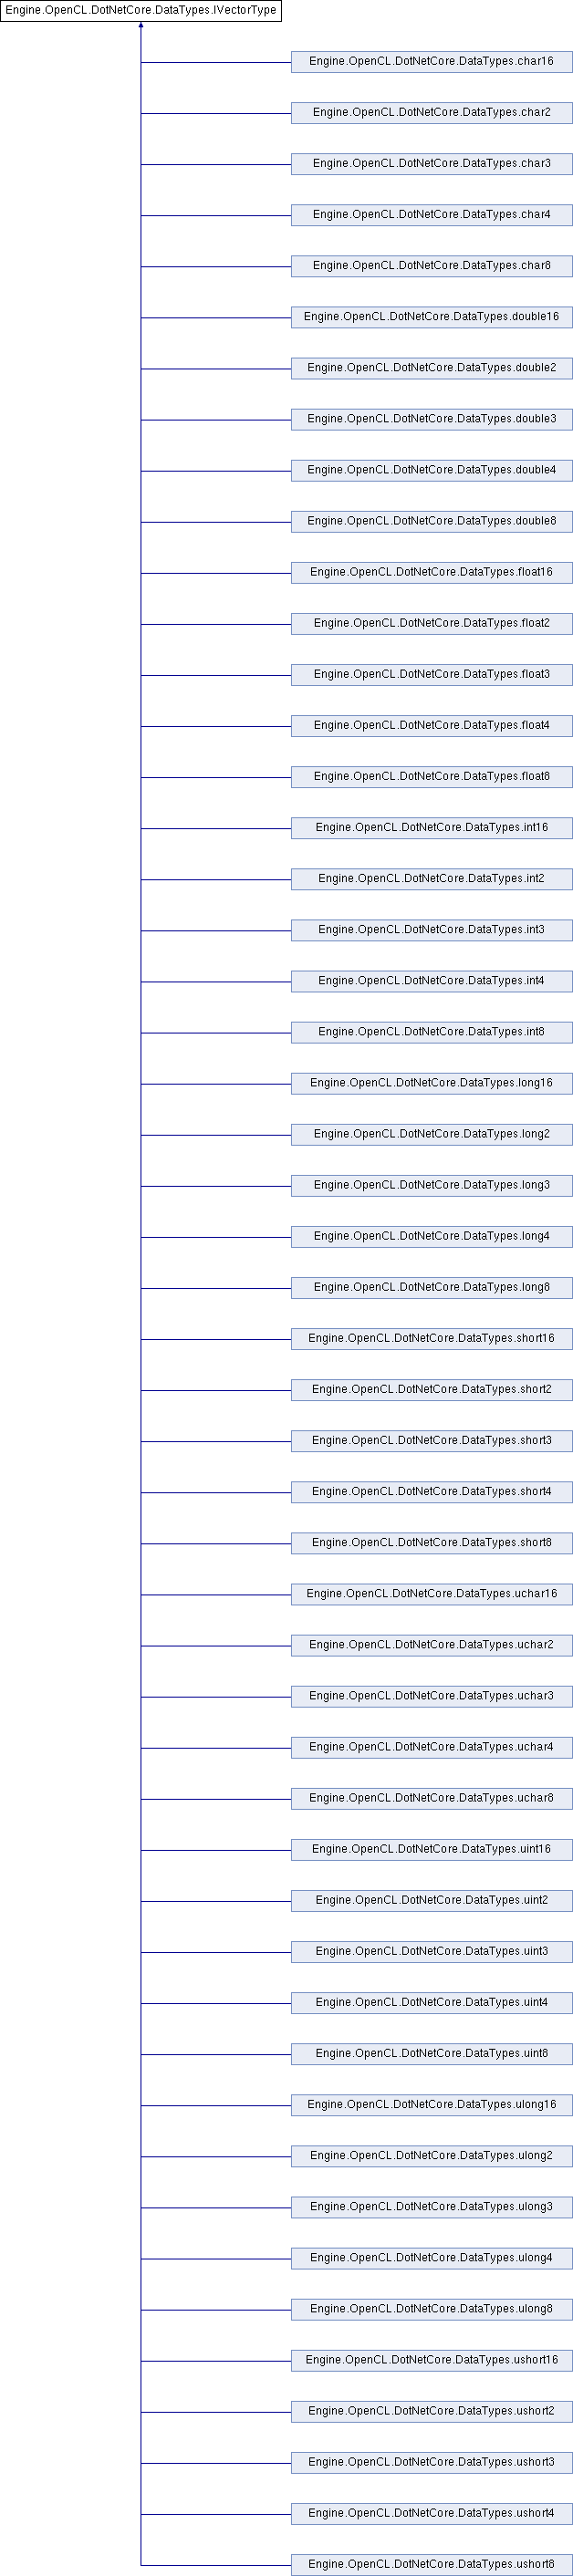 Engine.OpenCL.DotNetCore.DataTypes.IVectorType
Engine.OpenCL.DotNetCore.DataTypes.char16
Engine.OpenCL.DotNetCore.DataTypes.char2
Engine.OpenCL.DotNetCore.DataTypes.char3
Engine.OpenCL.DotNetCore.DataTypes.char4
Engine.OpenCL.DotNetCore.DataTypes.char8
Engine.OpenCL.DotNetCore.DataTypes.double16
Engine.OpenCL.DotNetCore.DataTypes.double2
Engine.OpenCL.DotNetCore.DataTypes.double3
Engine.OpenCL.DotNetCore.DataTypes.double4
Engine.OpenCL.DotNetCore.DataTypes.double8
Engine.OpenCL.DotNetCore.DataTypes.float16
Engine.OpenCL.DotNetCore.DataTypes.float2
Engine.OpenCL.DotNetCore.DataTypes.float3
Engine.OpenCL.DotNetCore.DataTypes.float4
Engine.OpenCL.DotNetCore.DataTypes.float8
Engine.OpenCL.DotNetCore.DataTypes.int16
Engine.OpenCL.DotNetCore.DataTypes.int2
Engine.OpenCL.DotNetCore.DataTypes.int3
Engine.OpenCL.DotNetCore.DataTypes.int4
Engine.OpenCL.DotNetCore.DataTypes.int8
Engine.OpenCL.DotNetCore.DataTypes.long16
Engine.OpenCL.DotNetCore.DataTypes.long2
Engine.OpenCL.DotNetCore.DataTypes.long3
Engine.OpenCL.DotNetCore.DataTypes.long4
Engine.OpenCL.DotNetCore.DataTypes.long8
Engine.OpenCL.DotNetCore.DataTypes.short16
Engine.OpenCL.DotNetCore.DataTypes.short2
Engine.OpenCL.DotNetCore.DataTypes.short3
Engine.OpenCL.DotNetCore.DataTypes.short4
Engine.OpenCL.DotNetCore.DataTypes.short8
Engine.OpenCL.DotNetCore.DataTypes.uchar16
Engine.OpenCL.DotNetCore.DataTypes.uchar2
Engine.OpenCL.DotNetCore.DataTypes.uchar3
Engine.OpenCL.DotNetCore.DataTypes.uchar4
Engine.OpenCL.DotNetCore.DataTypes.uchar8
Engine.OpenCL.DotNetCore.DataTypes.uint16
Engine.OpenCL.DotNetCore.DataTypes.uint2
Engine.OpenCL.DotNetCore.DataTypes.uint3
Engine.OpenCL.DotNetCore.DataTypes.uint4
Engine.OpenCL.DotNetCore.DataTypes.uint8
Engine.OpenCL.DotNetCore.DataTypes.ulong16
Engine.OpenCL.DotNetCore.DataTypes.ulong2
Engine.OpenCL.DotNetCore.DataTypes.ulong3
Engine.OpenCL.DotNetCore.DataTypes.ulong4
Engine.OpenCL.DotNetCore.DataTypes.ulong8
Engine.OpenCL.DotNetCore.DataTypes.ushort16
Engine.OpenCL.DotNetCore.DataTypes.ushort2
Engine.OpenCL.DotNetCore.DataTypes.ushort3
Engine.OpenCL.DotNetCore.DataTypes.ushort4
Engine.OpenCL.DotNetCore.DataTypes.ushort8